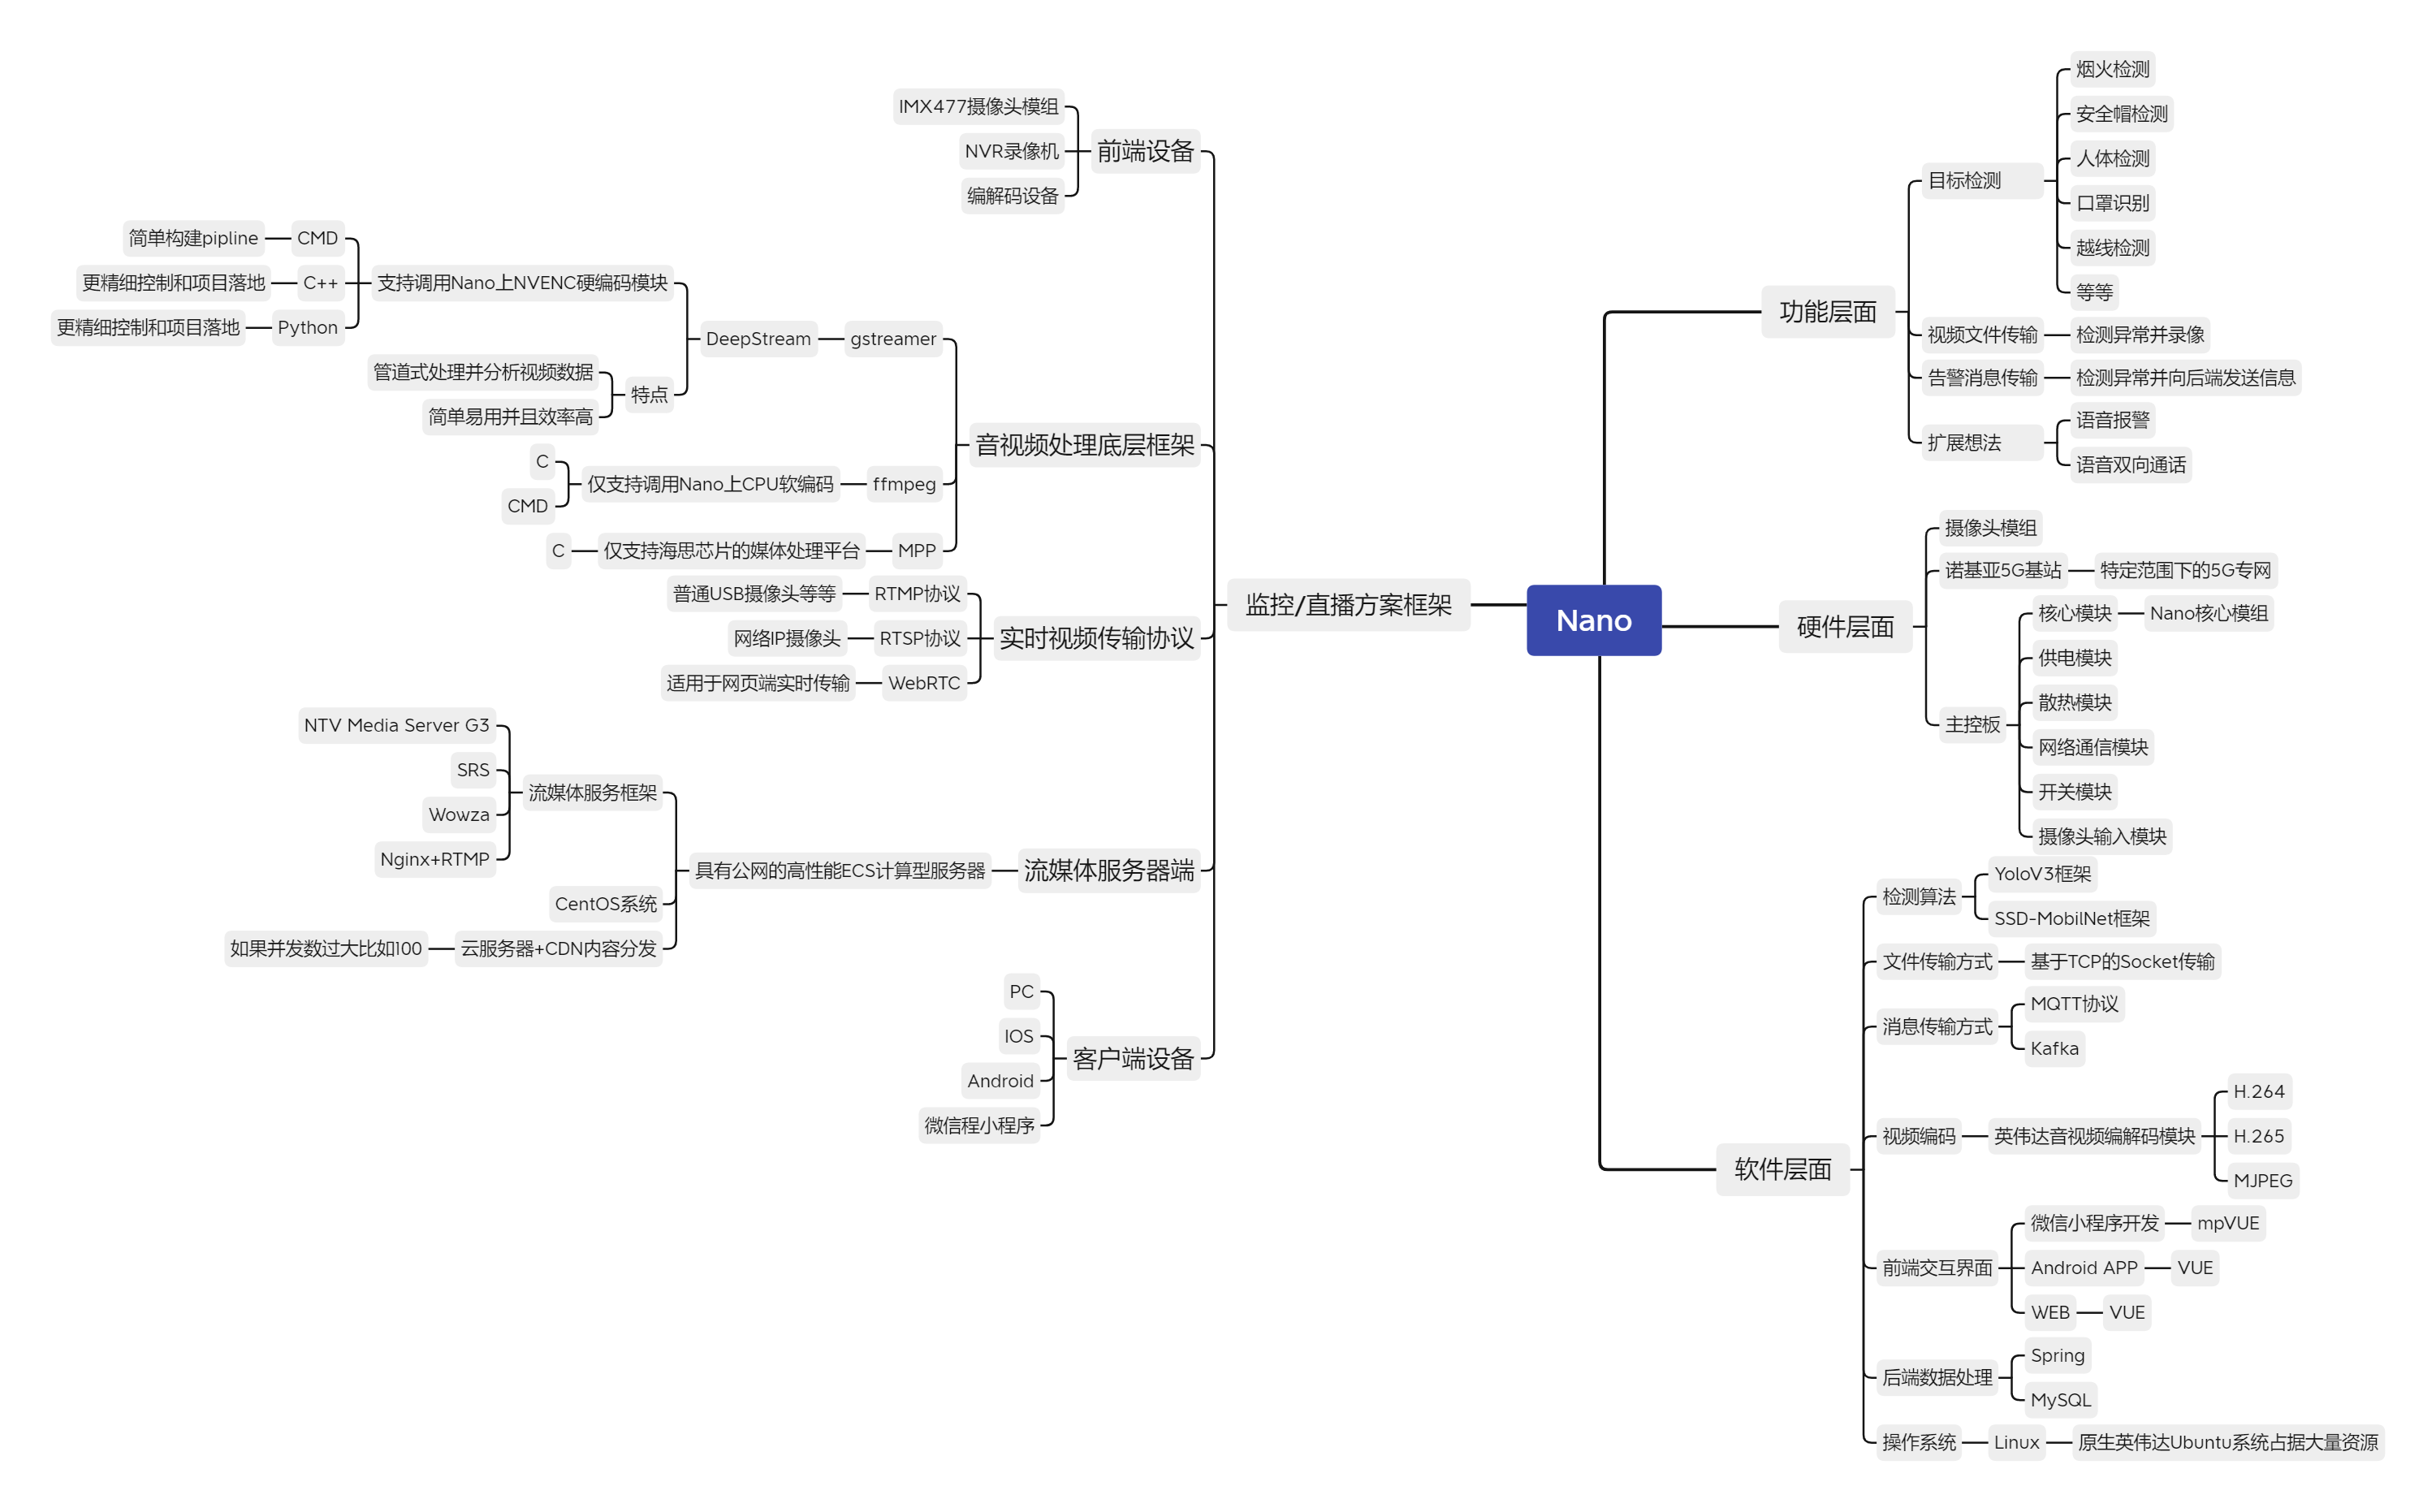 Nano
功能层面
目标检测
烟火检测
安全帽检测
人体检测
口罩识别
越线检测
等等
视频文件传输
检测异常并录像
告警消息传输
检测异常并向后端发送信息
扩展想法
语音报警
语音双向通话
硬件层面
摄像头模组
诺基亚5G基站
特定范围下的5G专网
主控板
核心模块
Nano核心模组
供电模块
散热模块
网络通信模块
开关模块
摄像头输入模块
软件层面
检测算法
YoloV3框架
SSD-MobilNet框架
文件传输方式
基于TCP的Socket传输
消息传输方式
MQTT协议
Kafka
视频编码
英伟达音视频编解码模块
H.264
H.265
MJPEG
前端交互界面
微信小程序开发
mpVUE
Android APP
VUE
WEB
VUE
后端数据处理
Spring
MySQL
操作系统
Linux
原生英伟达Ubuntu系统占据大量资源
监控/直播方案框架
前端设备
IMX477摄像头模组
NVR录像机
编解码设备
音视频处理底层框架
gstreamer
DeepStream
支持调用Nano上NVENC硬编码模块
CMD
简单构建pipline
C++
更精细控制和项目落地
Python
更精细控制和项目落地
特点
管道式处理并分析视频数据
简单易用并且效率高
ffmpeg
仅支持调用Nano上CPU软编码
C
CMD
MPP
仅支持海思芯片的媒体处理平台
C
实时视频传输协议
RTMP协议
普通USB摄像头等等
RTSP协议
网络IP摄像头
WebRTC
适用于网页端实时传输
流媒体服务器端
具有公网的高性能ECS计算型服务器
流媒体服务框架
NTV Media Server G3
SRS
Wowza
Nginx+RTMP
CentOS系统
云服务器+CDN内容分发
如果并发数过大比如100
客户端设备
PC
IOS
Android
微信程小程序